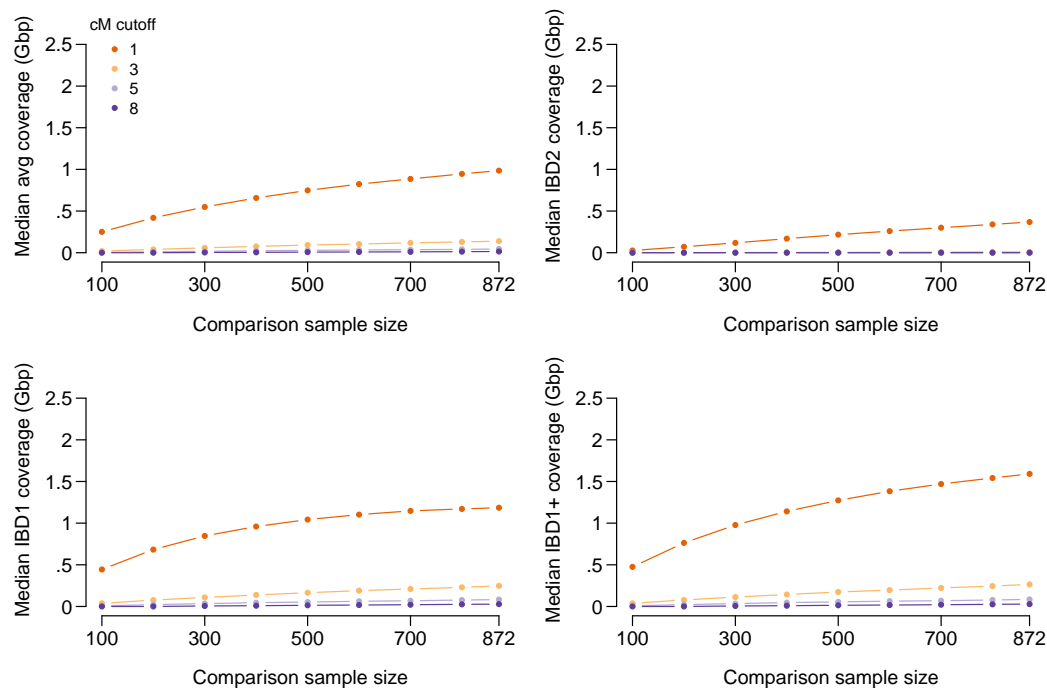 cM cutoff
1
3
5
8
Median avg coverage (Gbp)
2.5
2
1.5
1
.5
0
100 300 500 700 872
Comparison sample size
Median IBD2 coverage (Gbp)
2.5
2
1.5
1
.5
0
100 300 500 700 872
Comparison sample size
Median IBD1 coverage (Gbp)
2.5
2
1.5
1
.5
0
100 300 500 700 872
Comparison sample size
Median IBD1+ coverage (Gbp)
2.5
2
1.5
1
.5
0
100 300 500 700 872
Comparison sample size